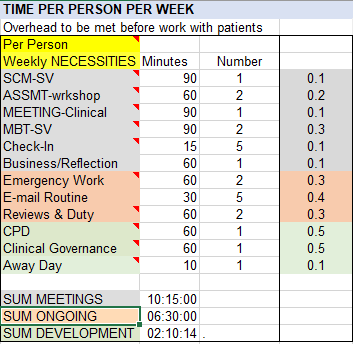 TIME PER PERSON PER WEEK
Overhead to be met before work with patients
Per Person
Weekly NECESSITIES Minutes Number
SCM-SV 90 1 0.1
ASSMT-wrkshop 60 2 0.2
MEETING-Clinical 90 1 0.1
MBT-SV 90 2 0.3
Check-In 15 5 0.1
Business/Reflection 60 1 0.1
Emergency Work 60 2 0.3
E-mail Routine 30 5 0.4
Reviews & Duty 60 2 0.3
CPD 60 1 0.5
Clinical Governance 60 1 0.5
Away Day 10 1 0.1
SUM MEETINGS 10:15:00
SUM ONGOING 06:30:00
SUM DEVELOPMENT 02:10:14 .